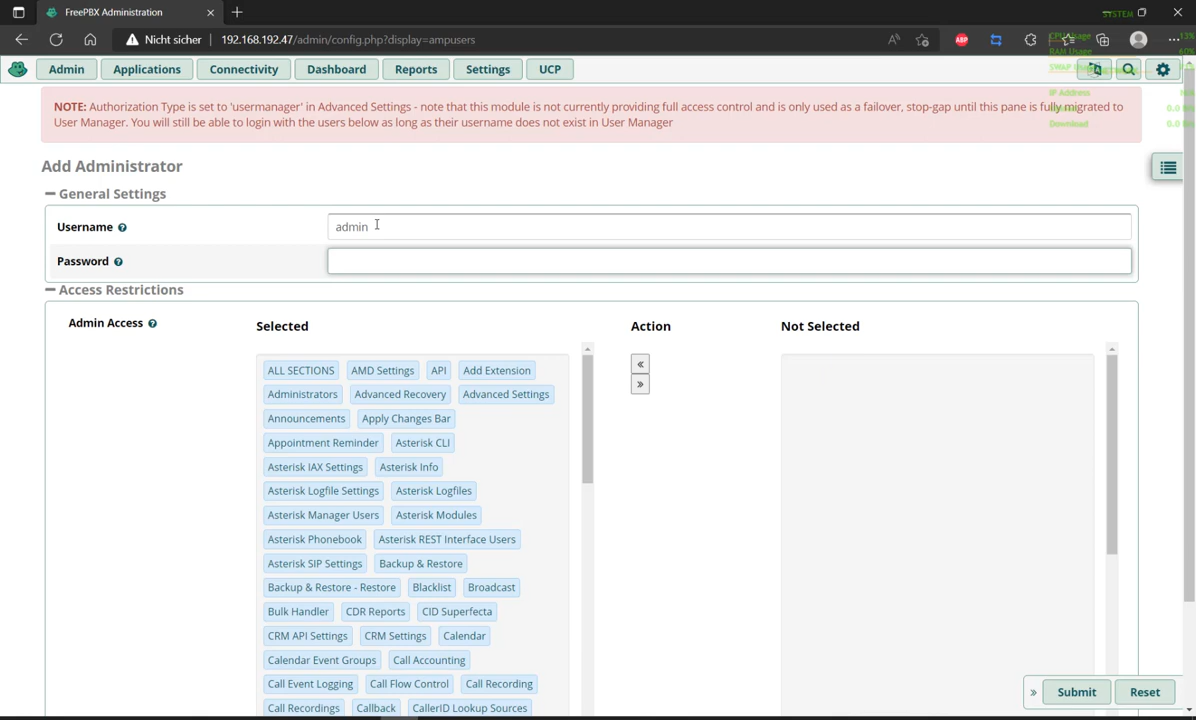 FreePBX Administration
SYSTEM
Nicht sicher 192.168.192.47/admin/config.php?display=ampusers
ABP
CPU Usage 13%
RAM Usage 60%
SWAP
Admin Applications Connectivity Dashboard Reports Settings UCP
IP Address
NOTE: Authorization Type is set to 'usermanager' in Advanced Settings - note that this module is not currently providing full access control and is only used as a failover, stop-gap until this pane is fully migrated to
0.0
User Manager. You will still be able to login with the users below as long as their username does not exist in User Manager
Download 0.0
Add Administrator
General Settings
Username admin
Password
Access Restrictions
Admin Access Selected Action Not Selected
ALL SECTIONS AMD Settings API Add Extension
Administrators Advanced Recovery Advanced Settings
Announcements Apply Changes Bar
Appointment Reminder Asterisk CLI
Asterisk IAX Settings Asterisk Info
Asterisk Logfile Settings Asterisk Logfiles
Asterisk Manager Users Asterisk Modules
Asterisk Phonebook Asterisk REST Interface Users
Asterisk SIP Settings Backup & Restore
Backup & Restore - Restore Blacklist Broadcast
Bulk Handler CDR Reports CID Superfecta
CRM API Settings CRM Settings Calendar
Calendar Event Groups Call Accounting
Call Event Logging Call Flow Control Call Recording
Call Recordings Callback CallerID Lookup Sources
Submit Reset